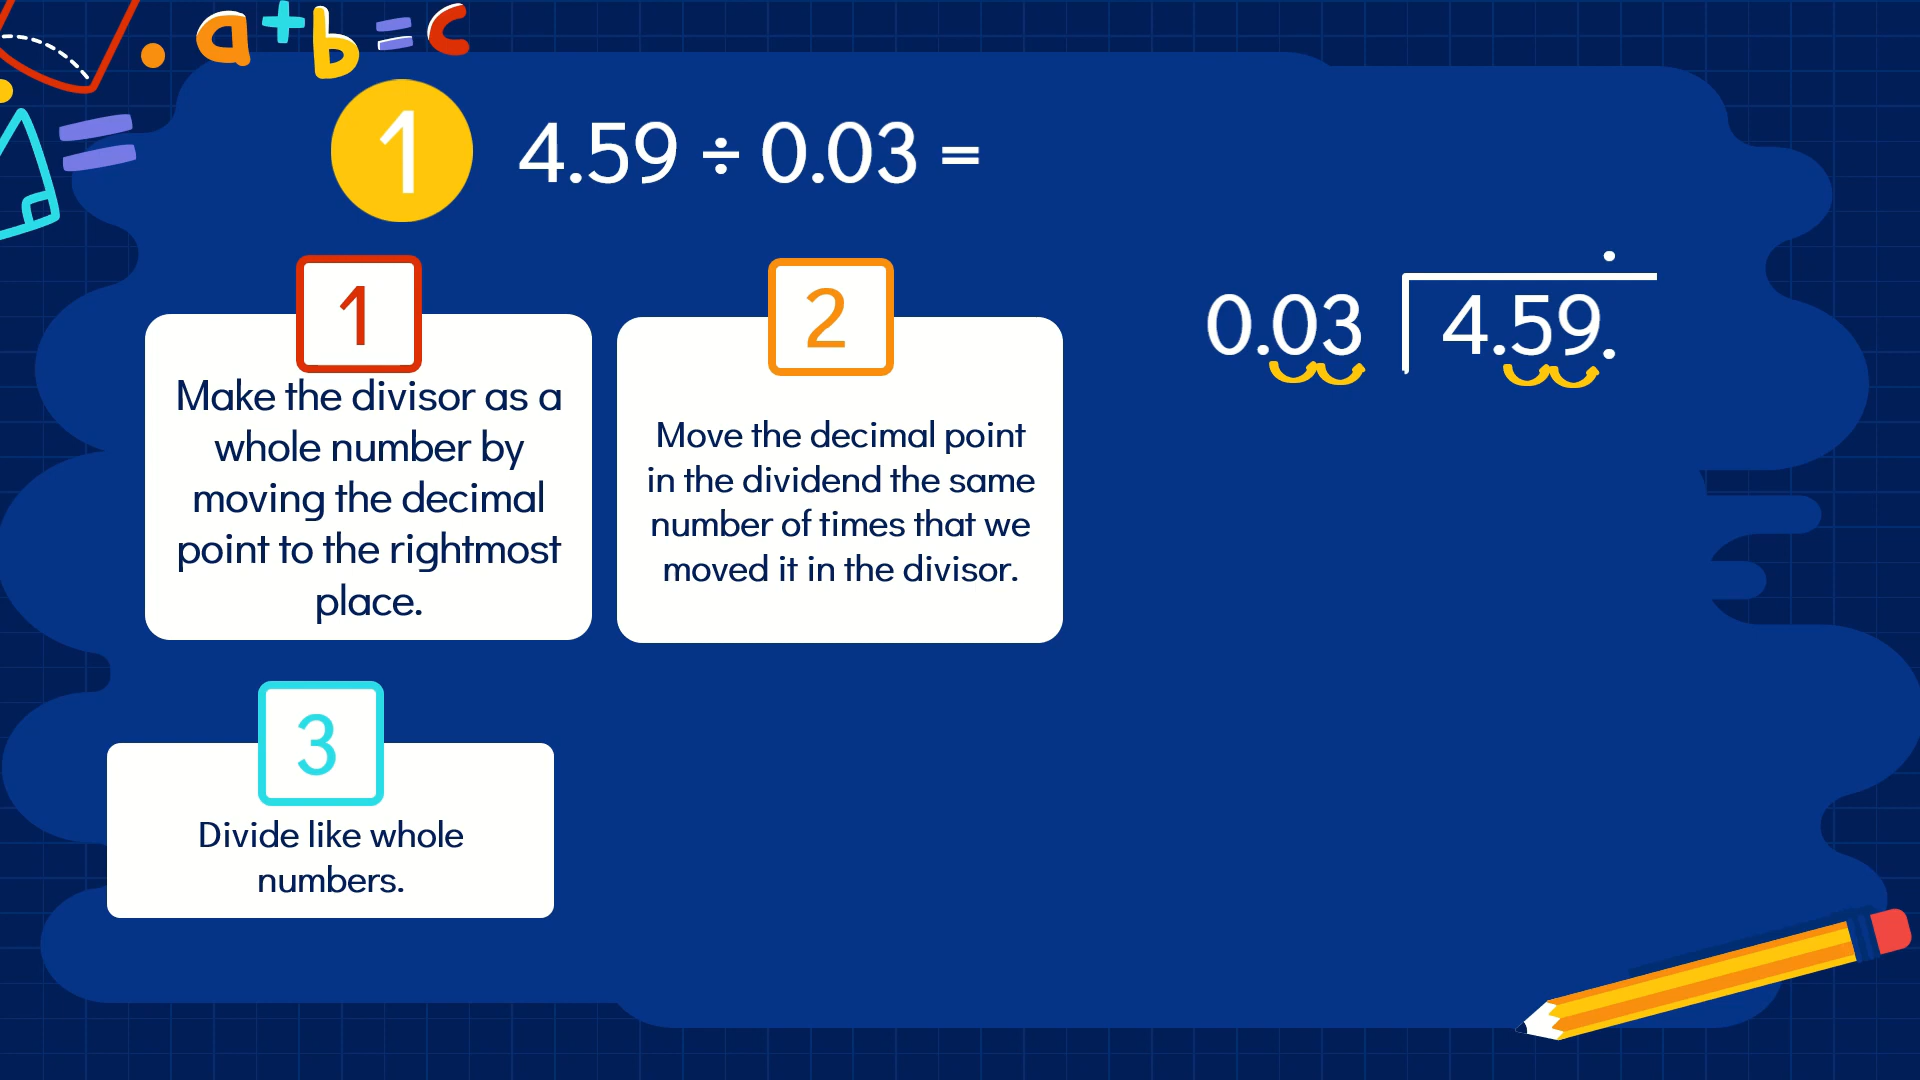 a+b=c
1
4.59 ÷ 0.03 =
1
Make the divisor as a
whole number by
moving the decimal
point to the rightmost
place.
2
Move the decimal point
in the dividend the same
number of times that we
moved it in the divisor.
.
0.03 4.59.
3
Divide like whole
numbers.